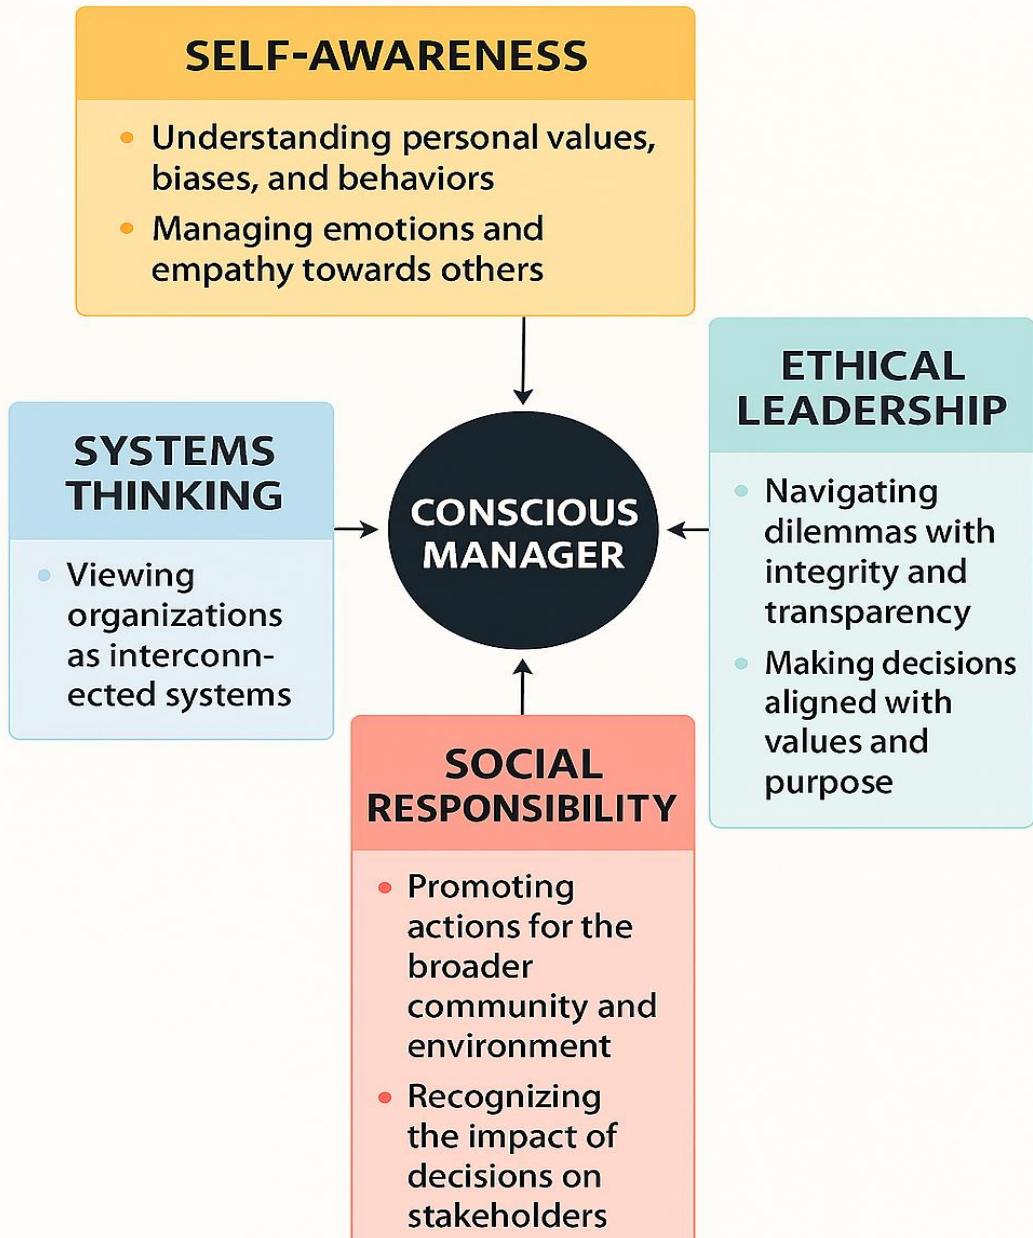 SELF-AWARENESS
• Understanding personal values,
biases, and behaviors
• Managing emotions and
empathy towards others
SYSTEMS
THINKING
• Viewing
organizations
as interconn-
ected systems
CONSCIOUS
MANAGER
ETHICAL
LEADERSHIP
• Navigating
dilemmas with
integrity and
transparency
• Making decisions
aligned with
values and
purpose
SOCIAL
RESPONSIBILITY
• Promoting
actions for the
broader
community and
environment
• Recognizing
the impact of
decisions on
stakeholders